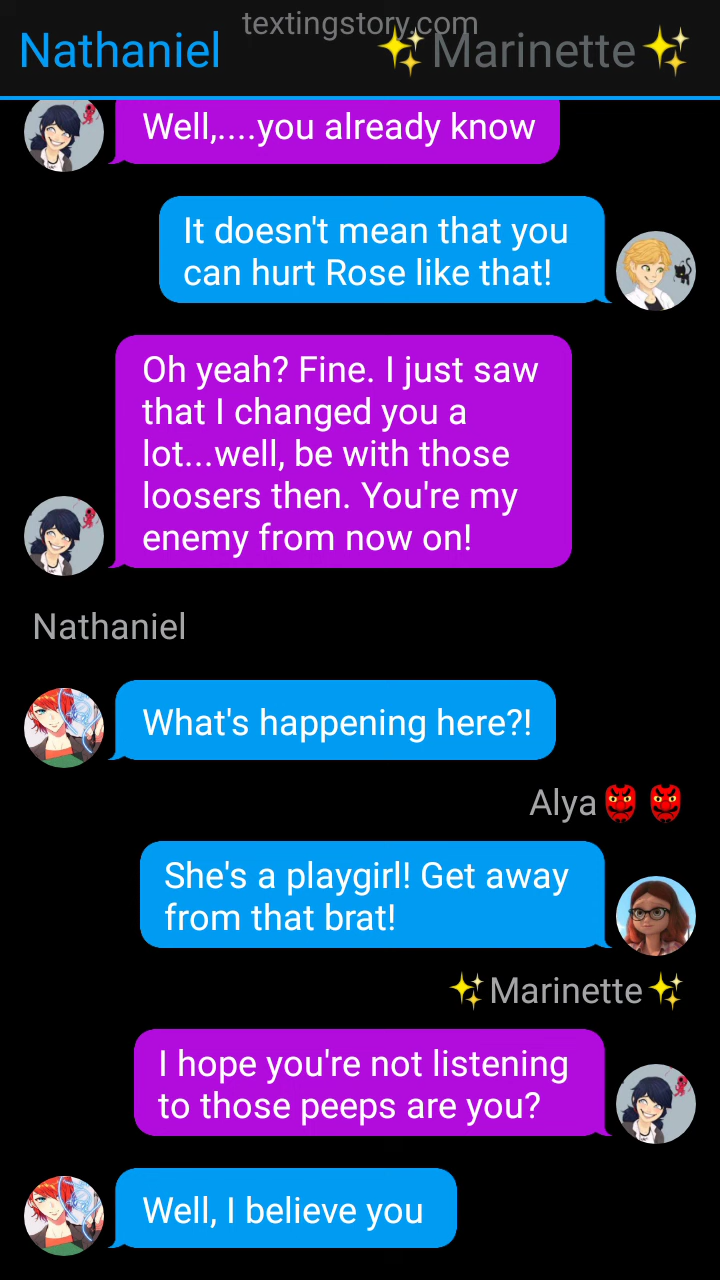 textingstory.com
Nathaniel ✨Marinette✨
Well,....you already know
It doesn't mean that you
can hurt Rose like that!
Oh yeah? Fine. I just saw
that I changed you a
lot...well, be with those
loosers then. You're my
enemy from now on!
Nathaniel
What's happening here?!
Alya👹👹
She's a playgirl! Get away
from that brat!
✨Marinette✨
I hope you're not listening
to those peeps are you?
Well, I believe you